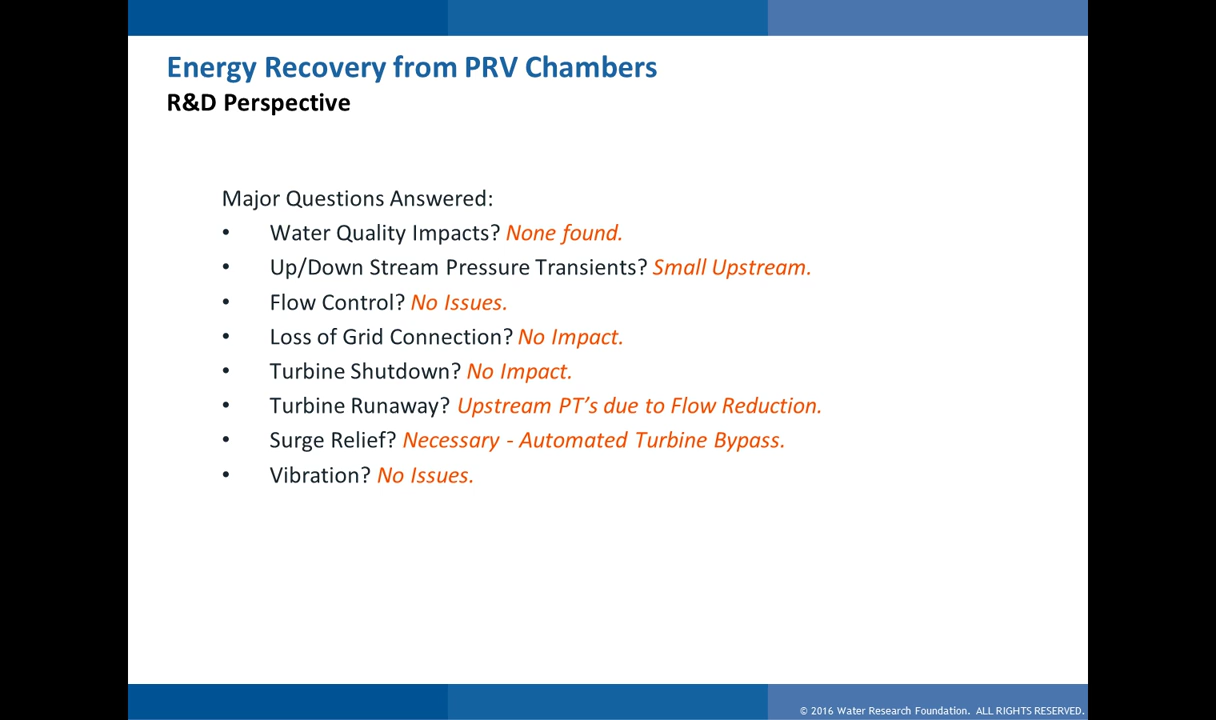 Energy Recovery from PRV Chambers
R&D Perspective
Major Questions Answered:
• Water Quality Impacts? None found.
• Up/Down Stream Pressure Transients? Small Upstream.
• Flow Control? No Issues.
• Loss of Grid Connection? No Impact.
• Turbine Shutdown? No Impact.
• Turbine Runaway? Upstream PT’s due to Flow Reduction.
• Surge Relief? Necessary - Automated Turbine Bypass.
• Vibration? No Issues.
© 2016 Water Research Foundation. ALL RIGHTS RESERVED.